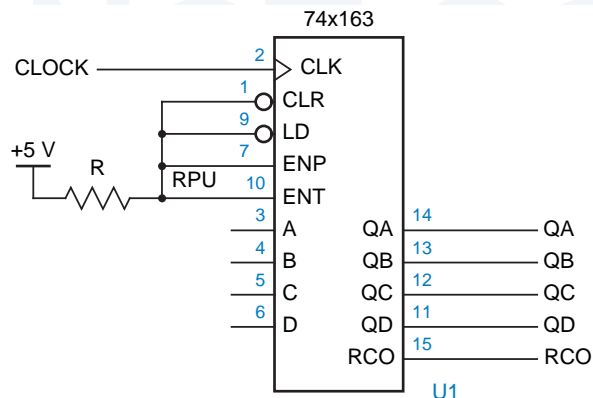 74x163
CLOCK
2
CLK
1
CLR
9
LD
+5 V
R
7
ENP
RPU
10
ENT
3
A
QA
14
QA
4
B
QB
13
QB
5
C
QC
12
QC
6
D
QD
11
QD
RCO
15
RCO
U1